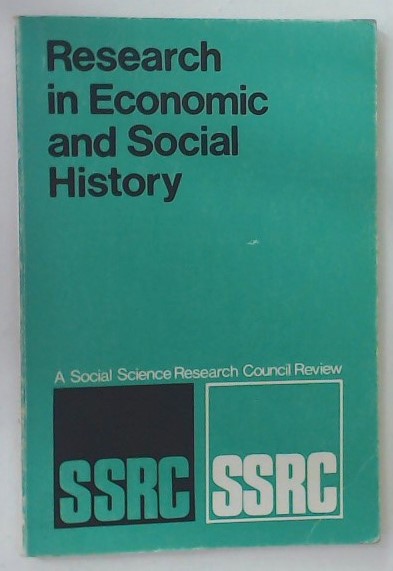 Research
in Economic
and Social
History
A Social Science Research Council Review
SSRC SSRC